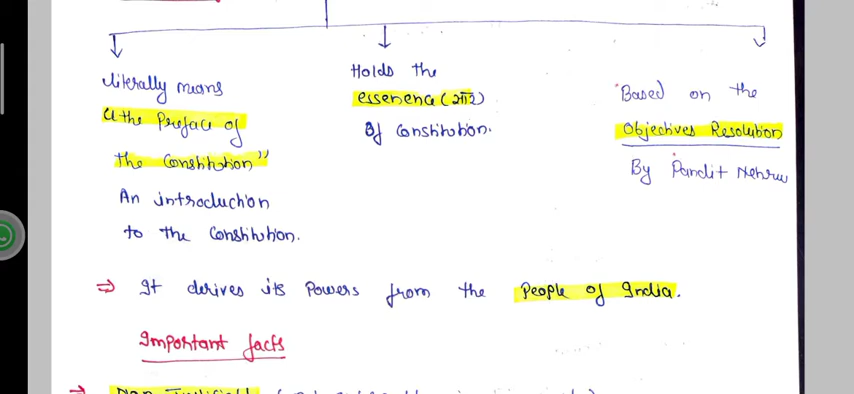 literally means
"the Preface of
the Constitution"
An introduction
to the Constitution.
Holds the
essenence (सार)
Of Constitution.
Based on the
Objectives Resolution
By Pandit Nehru
⇒ It derives its Powers from the People of India.
Important facts